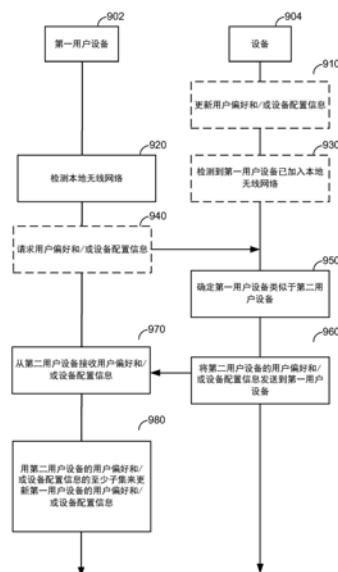 902
第一用户设备
904
设备
910
更新用户偏好和/或设备配置信息
920
检测本地无线网络
930
检测到第一用户设备已加入本地
无线网络
940
请求用户偏好和/或设备配置信息
950
确定第一用户设备类似于第二用
户设备
960
将第二用户设备的用户偏好和/
或设备配置信息发送到第一用户
设备
970
从第二用户设备接收用户偏好和/
或设备配置信息
980
用第二用户设备的用户偏好和/
或设备配置信息的至少子集来更
新第一用户设备的用户偏好和/
或设备配置信息